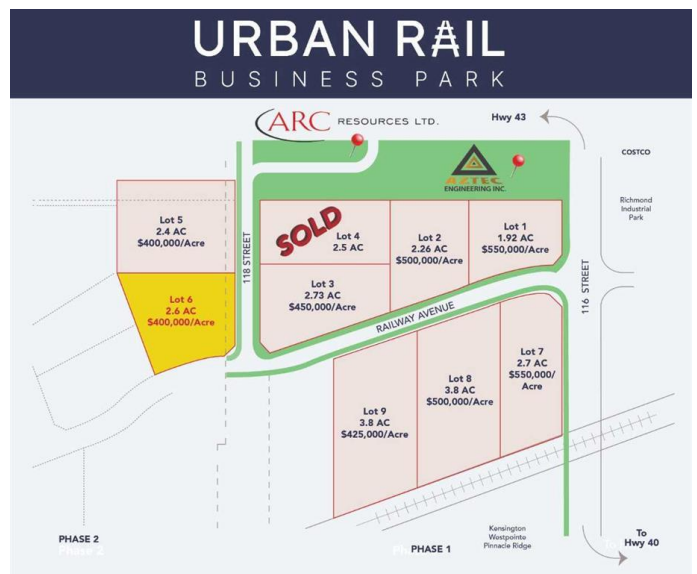 URBAN RAIL
BUSINESS PARK
ARC RESOURCES LTD.
Hwy 43
COSTCO
AZTEC
ENGINEERING INC.
Richmond
Industrial
Park
Lot 5
2.4 AC
$400,000/Acre
118 STREET
SOLD
Lot 4
2.5 AC
Lot 2
2.26 AC
$500,000/Acre
Lot 1
1.92 AC
$550,000/Acre
Lot 3
2.73 AC
$450,000/Acre
116 STREET
Lot 6
2.6 AC
$400,000/Acre
RAILWAY AVENUE
Lot 7
2.7 AC
$550,000/
Acre
Lot 8
3.8 AC
$500,000/Acre
Lot 9
3.8 AC
$425,000/Acre
PHASE 2
Phase 2
PHASE 1
Kensington
Westpointe
Pinnacle Ridge
To
Hwy 40